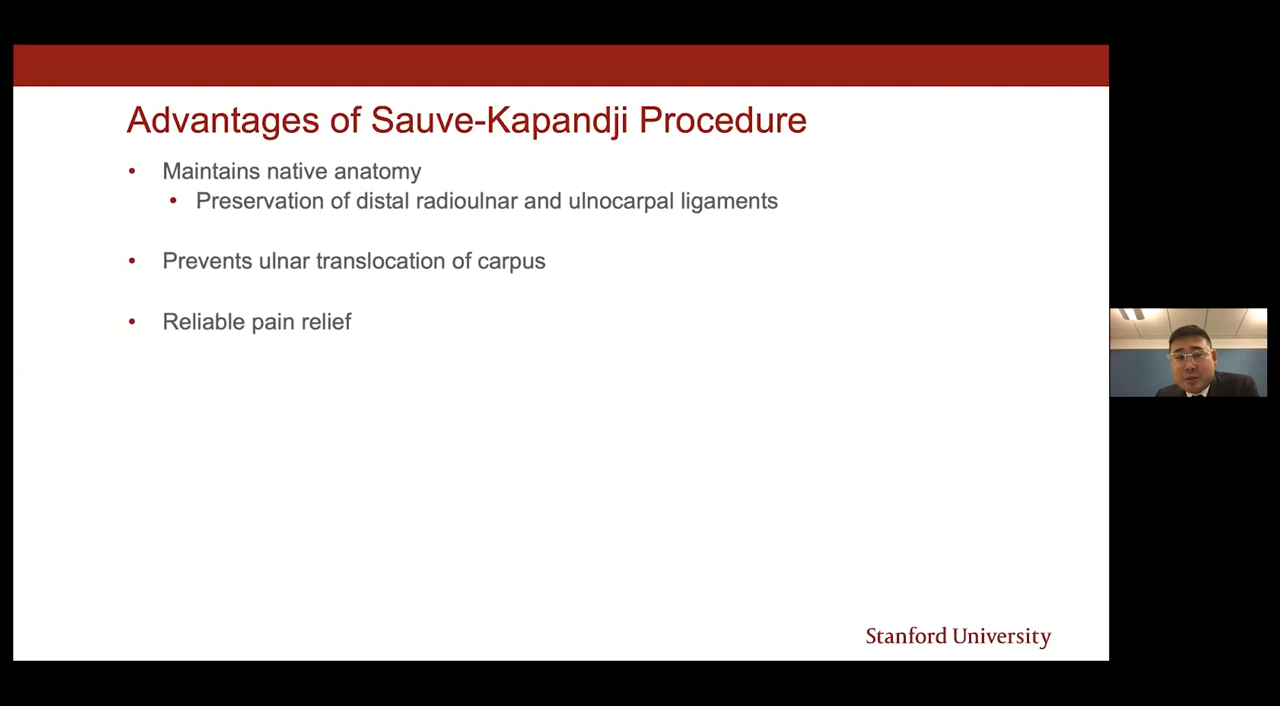 Advantages of Sauve-Kapandji Procedure
• Maintains native anatomy
• Preservation of distal radioulnar and ulnocarpal ligaments
• Prevents ulnar translocation of carpus
• Reliable pain relief
Stanford University